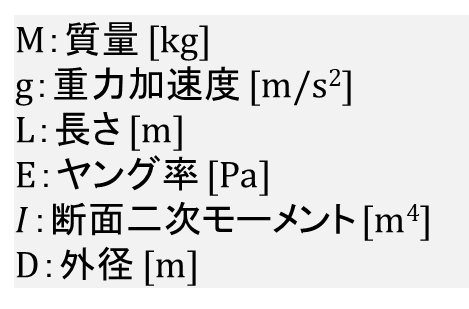 M：質量 [kg]
g：重力加速度 [m/s²]
L：長さ [m]
E：ヤング率 [Pa]
I：断面二次モーメント [m⁴]
D：外径 [m]